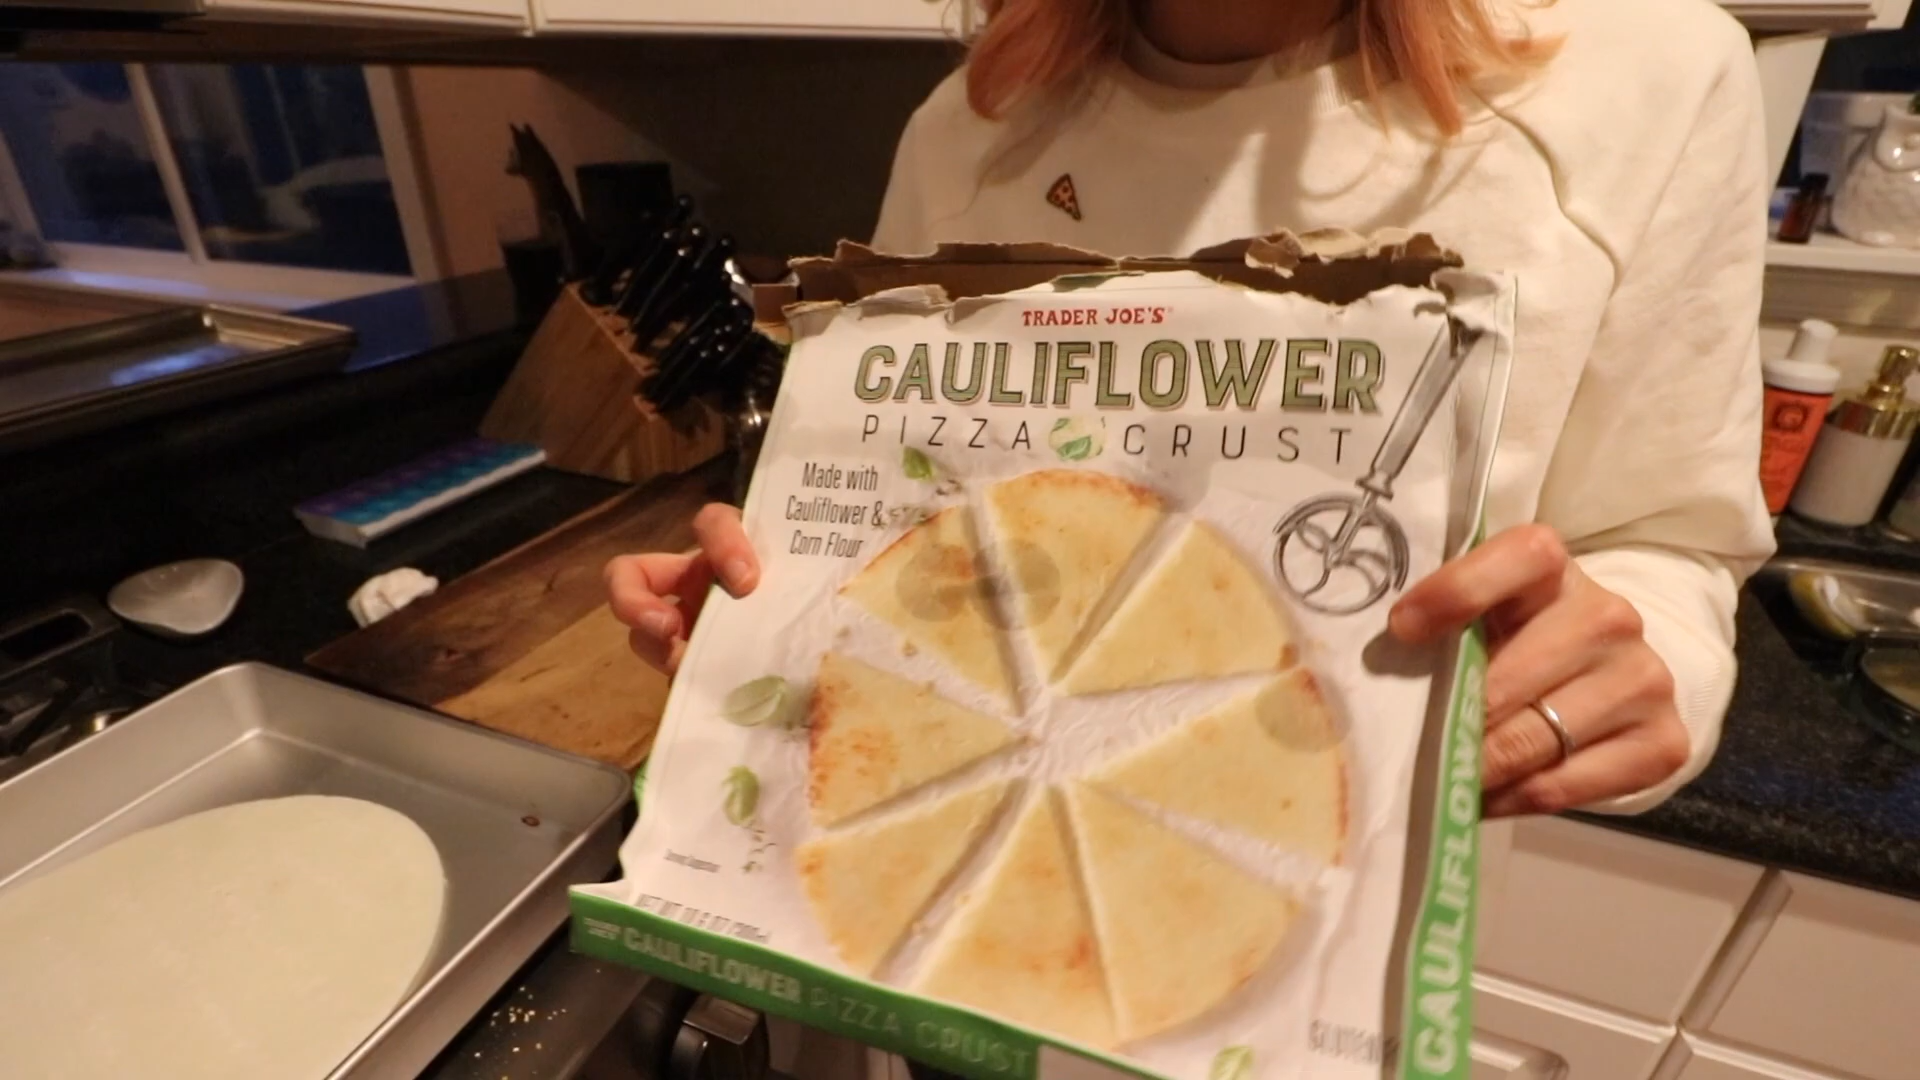 TRADER JOE'S
CAULIFLOWER
PIZZA CRUST
Made with
Cauliflower &
Corn Flour
CAULIFLOWER PIZZA CRUST
CAULIFLOWER